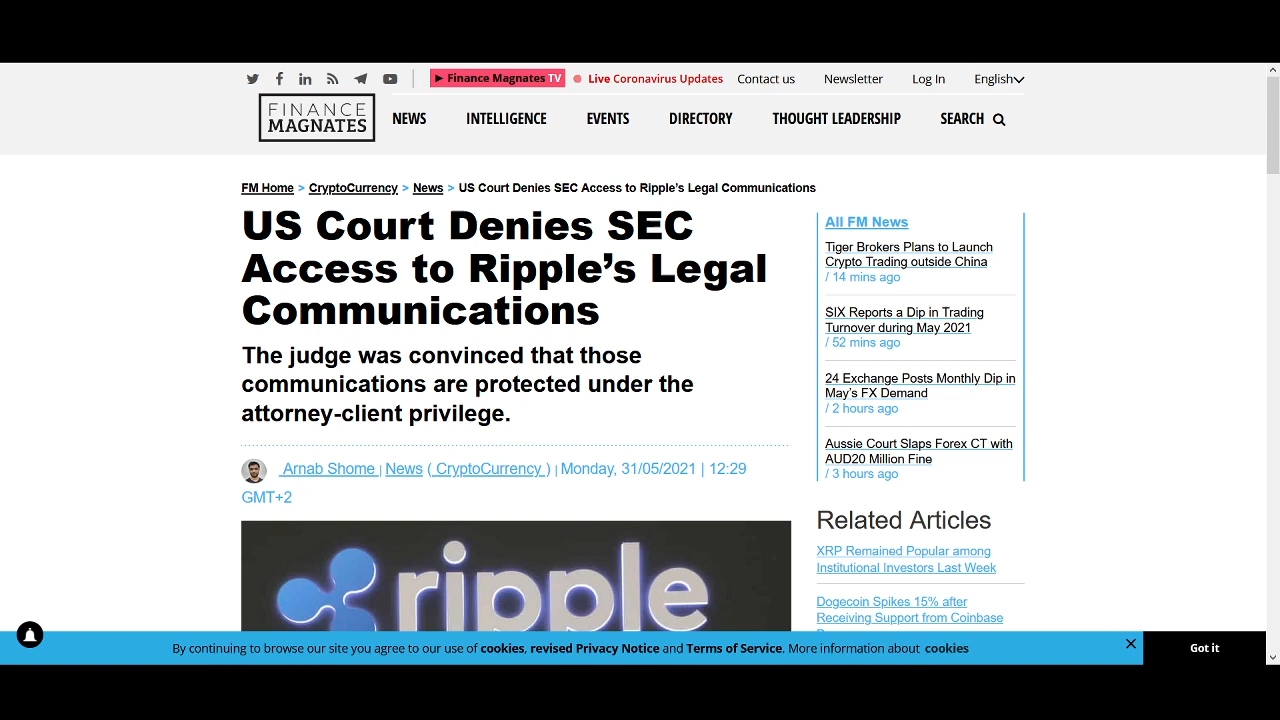 Finance Magnates TV
Live Coronavirus Updates
Contact us
Newsletter
Log In
English
FINANCE
MAGNATES
NEWS
INTELLIGENCE
EVENTS
DIRECTORY
THOUGHT LEADERSHIP
SEARCH
FM Home > CryptoCurrency > News > US Court Denies SEC Access to Ripple’s Legal Communications
US Court Denies SEC
Access to Ripple’s Legal
Communications
The judge was convinced that those
communications are protected under the
attorney-client privilege.
Arnab Shome | News ( CryptoCurrency ) | Monday, 31/05/2021 | 12:29
GMT+2
ripple
All FM News
Tiger Brokers Plans to Launch
Crypto Trading outside China
/ 14 mins ago
SIX Reports a Dip in Trading
Turnover during May 2021
/ 52 mins ago
24 Exchange Posts Monthly Dip in
May’s FX Demand
/ 2 hours ago
Aussie Court Slaps Forex CT with
AUD20 Million Fine
/ 3 hours ago
Related Articles
XRP Remained Popular among
Institutional Investors Last Week
Dogecoin Spikes 15% after
Receiving Support from Coinbase
By continuing to browse our site you agree to our use of cookies, revised Privacy Notice and Terms of Service. More information about cookies
Got it